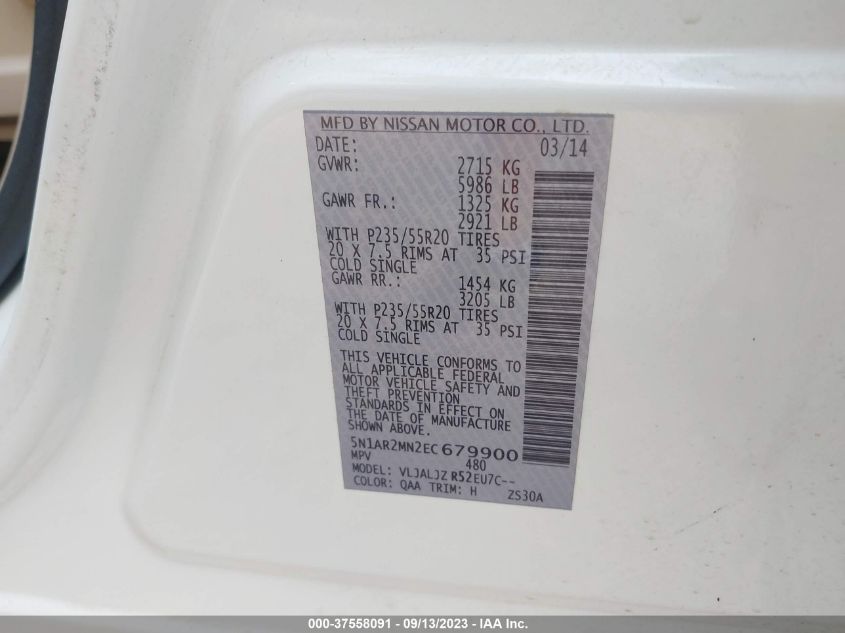 MFD BY NISSAN MOTOR CO., LTD.
DATE: 03/14
GVWR: 2715 KG
5986 LB
GAWR FR.: 1325 KG
2921 LB
WITH P235/55R20 TIRES
20 X 7.5 RIMS AT 35 PSI
COLD SINGLE
GAWR RR.: 1454 KG
3205 LB
WITH P235/55R20 TIRES
20 X 7.5 RIMS AT 35 PSI
COLD SINGLE
THIS VEHICLE CONFORMS TO
ALL APPLICABLE FEDERAL
MOTOR VEHICLE SAFETY AND
THEFT PREVENTION
STANDARDS IN EFFECT ON
THE DATE OF MANUFACTURE
SHOWN ABOVE.
5N1AR2MN2EC679900
MPV 480
MODEL: VLJALJZ R52EU7C--
COLOR: QAA TRIM: H ZS30A
000-37558091 - 09/13/2023 - IAA Inc.